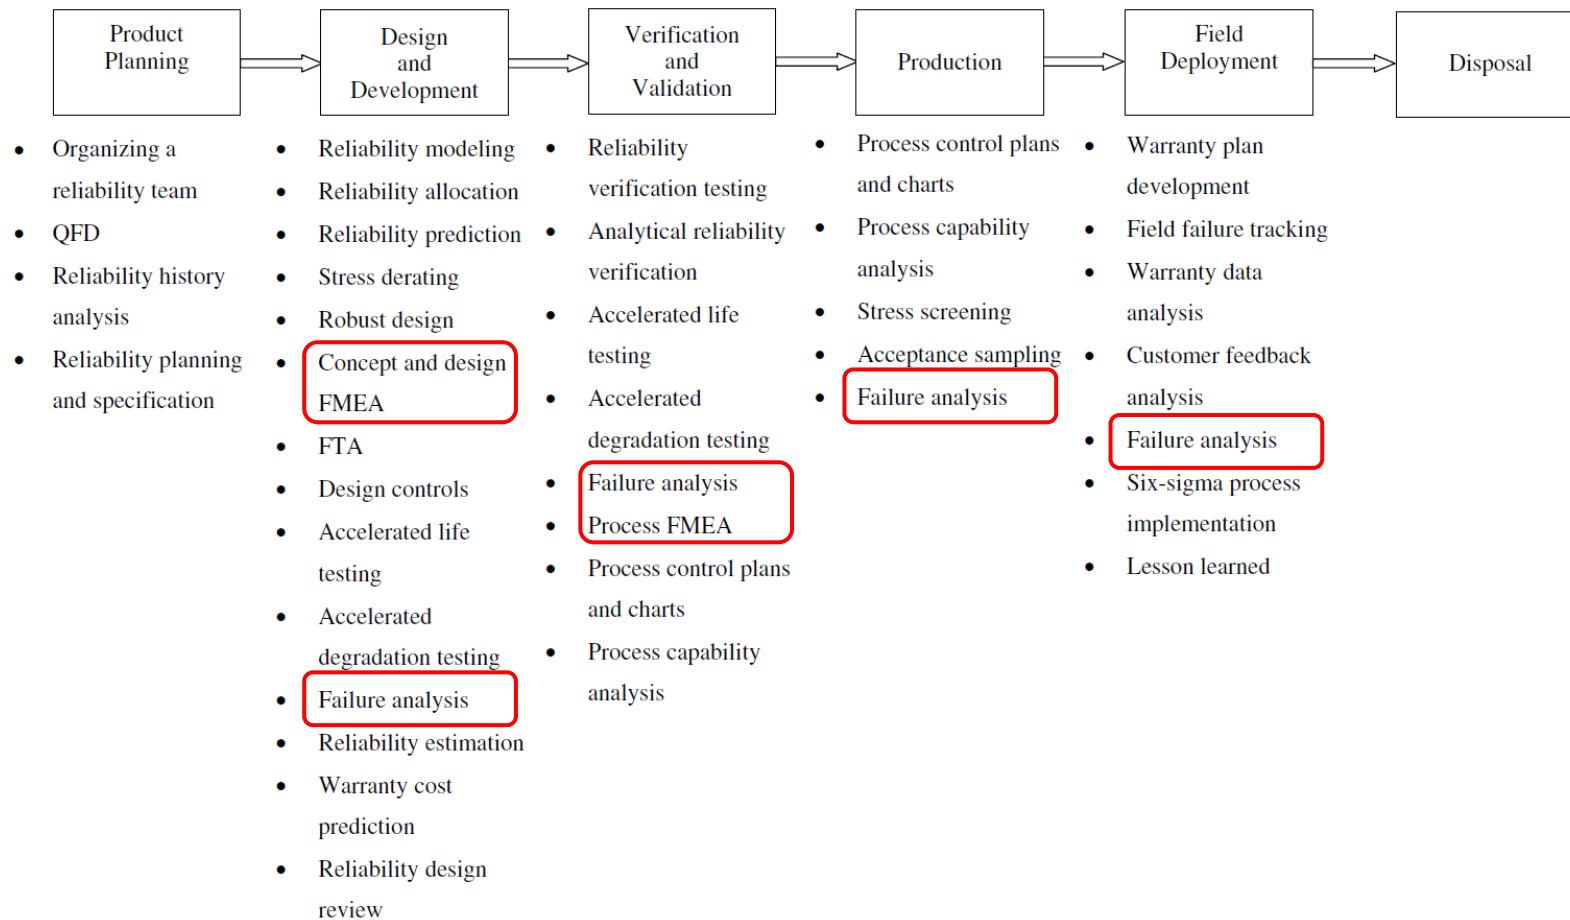 Product
Planning
Design
and
Development
Verification
and
Validation
Production
Field
Deployment
Disposal
• Organizing a
reliability team
• QFD
• Reliability history
analysis
• Reliability planning
and specification
• Reliability modeling
• Reliability allocation
• Reliability prediction
• Stress derating
• Robust design
• Concept and design
FMEA
• FTA
• Design controls
• Accelerated life
testing
• Accelerated
degradation testing
• Failure analysis
• Reliability estimation
• Warranty cost
prediction
• Reliability design
review
• Reliability
verification testing
• Analytical reliability
verification
• Accelerated life
testing
• Accelerated
degradation testing
• Failure analysis
• Process FMEA
• Process control plans
and charts
• Process capability
analysis
• Process control plans
and charts
• Process capability
analysis
• Stress screening
• Acceptance sampling
• Failure analysis
• Warranty plan
development
• Field failure tracking
• Warranty data
analysis
• Customer feedback
analysis
• Failure analysis
• Six-sigma process
implementation
• Lesson learned